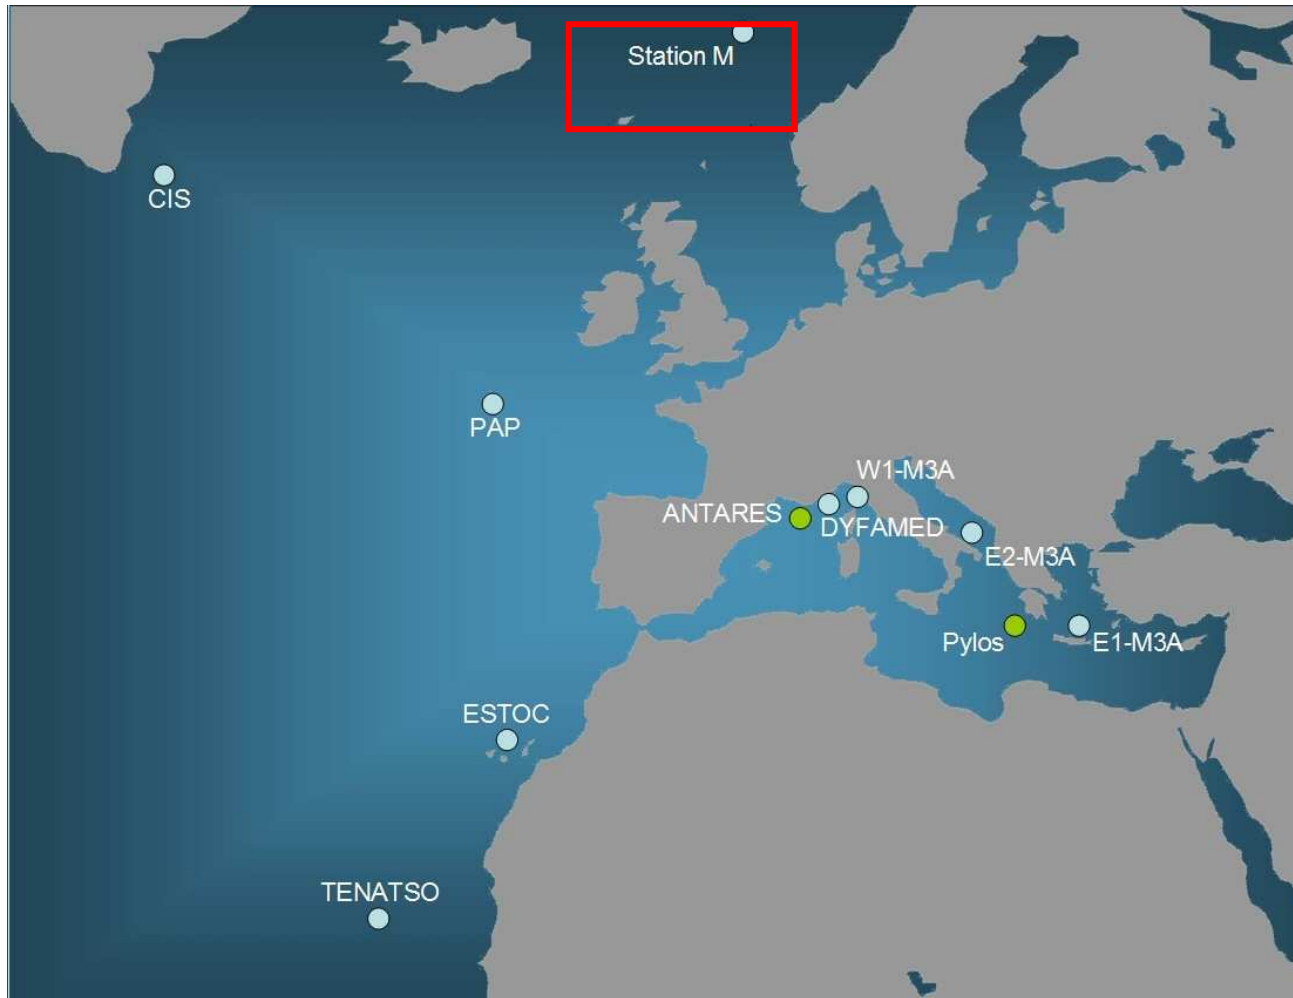 Station M
CIS
PAP
W1-M3A
ANTARES
DYFAMED
E2-M3A
Pylos
E1-M3A
ESTOC
TENATSO